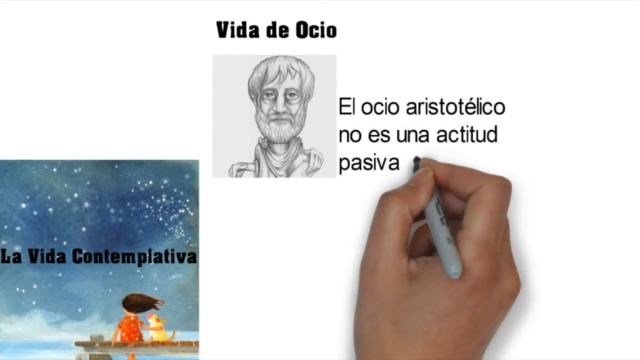 Vida de Ocio
El ocio aristotélico
no es una actitud
pasiva
La Vida Contemplativa